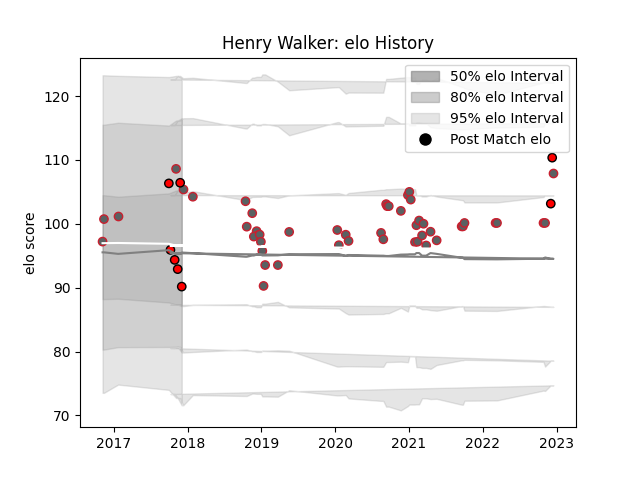 Henry Walker: elo History
50% elo Interval
80% elo Interval
95% elo Interval
Post Match elo
elo score
120
110
100
90
80
70
2017 2018 2019 2020 2021 2022 2023